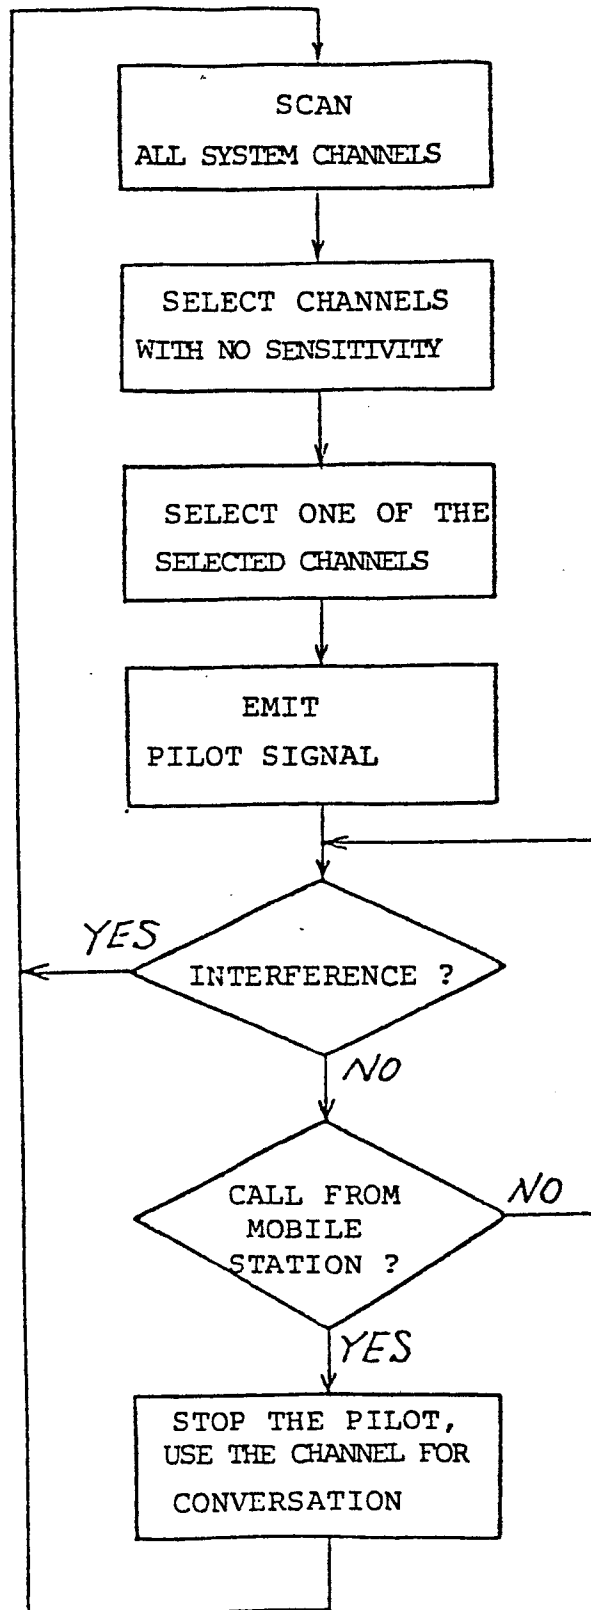 SCAN
ALL SYSTEM CHANNELS
SELECT CHANNELS
WITH NO SENSITIVITY
SELECT ONE OF THE
SELECTED CHANNELS
EMIT
PILOT SIGNAL
YES
INTERFERENCE ?
NO
CALL FROM
MOBILE
STATION ?
NO
YES
STOP THE PILOT,
USE THE CHANNEL FOR
CONVERSATION